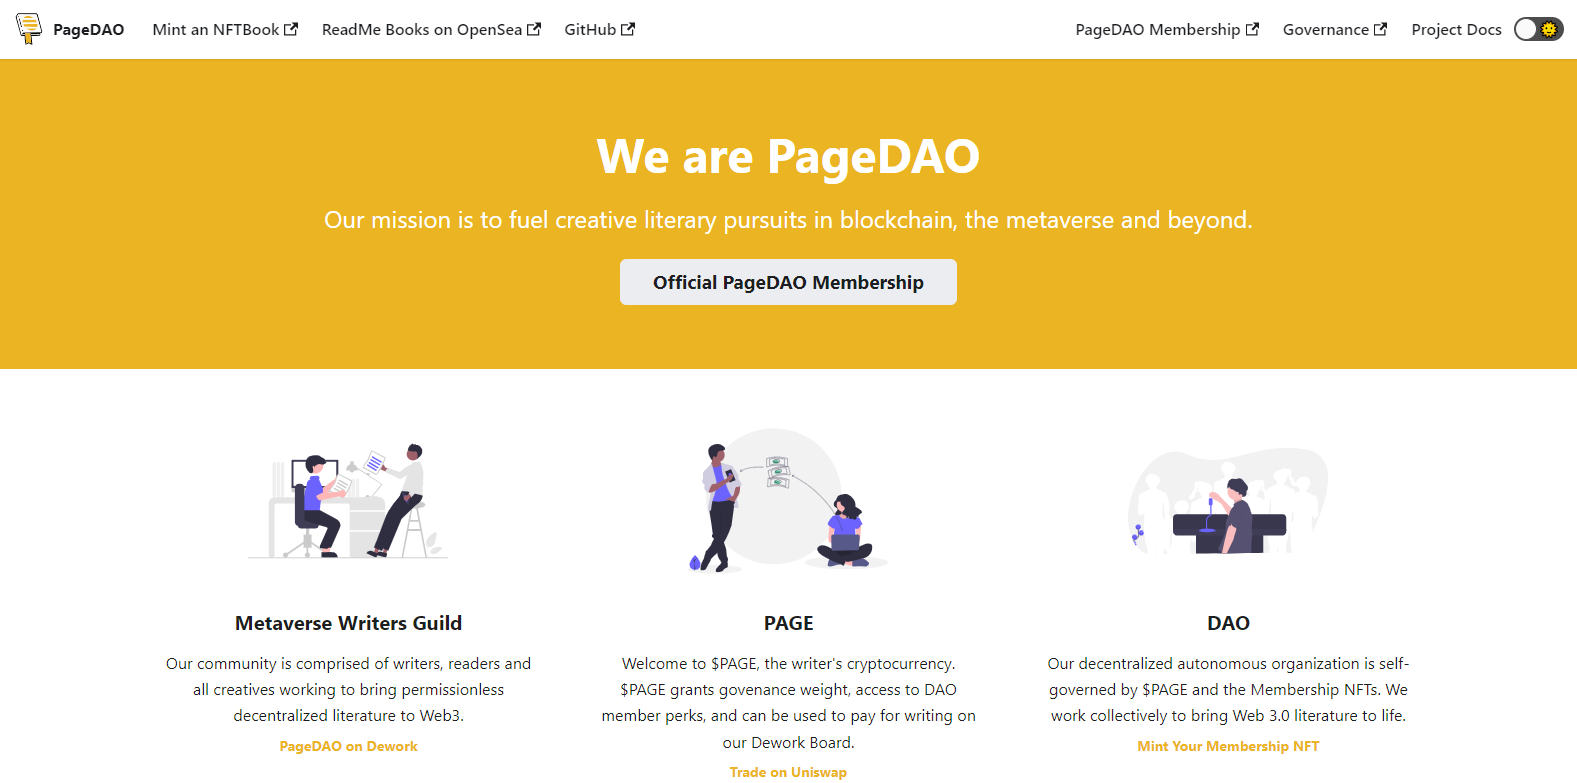 PageDAO
Mint an NFTBook
ReadMe Books on OpenSea
GitHub
PageDAO Membership
Governance
Project Docs
We are PageDAO
Our mission is to fuel creative literary pursuits in blockchain, the metaverse and beyond.
Official PageDAO Membership
Metaverse Writers Guild
Our community is comprised of writers, readers and
all creatives working to bring permissionless
decentralized literature to Web3.
PageDAO on Dework
PAGE
Welcome to $PAGE, the writer's cryptocurrency.
$PAGE grants govenance weight, access to DAO
member perks, and can be used to pay for writing on
our Dework Board.
Trade on Uniswap
DAO
Our decentralized autonomous organization is self-
governed by $PAGE and the Membership NFTs. We
work collectively to bring Web 3.0 literature to life.
Mint Your Membership NFT